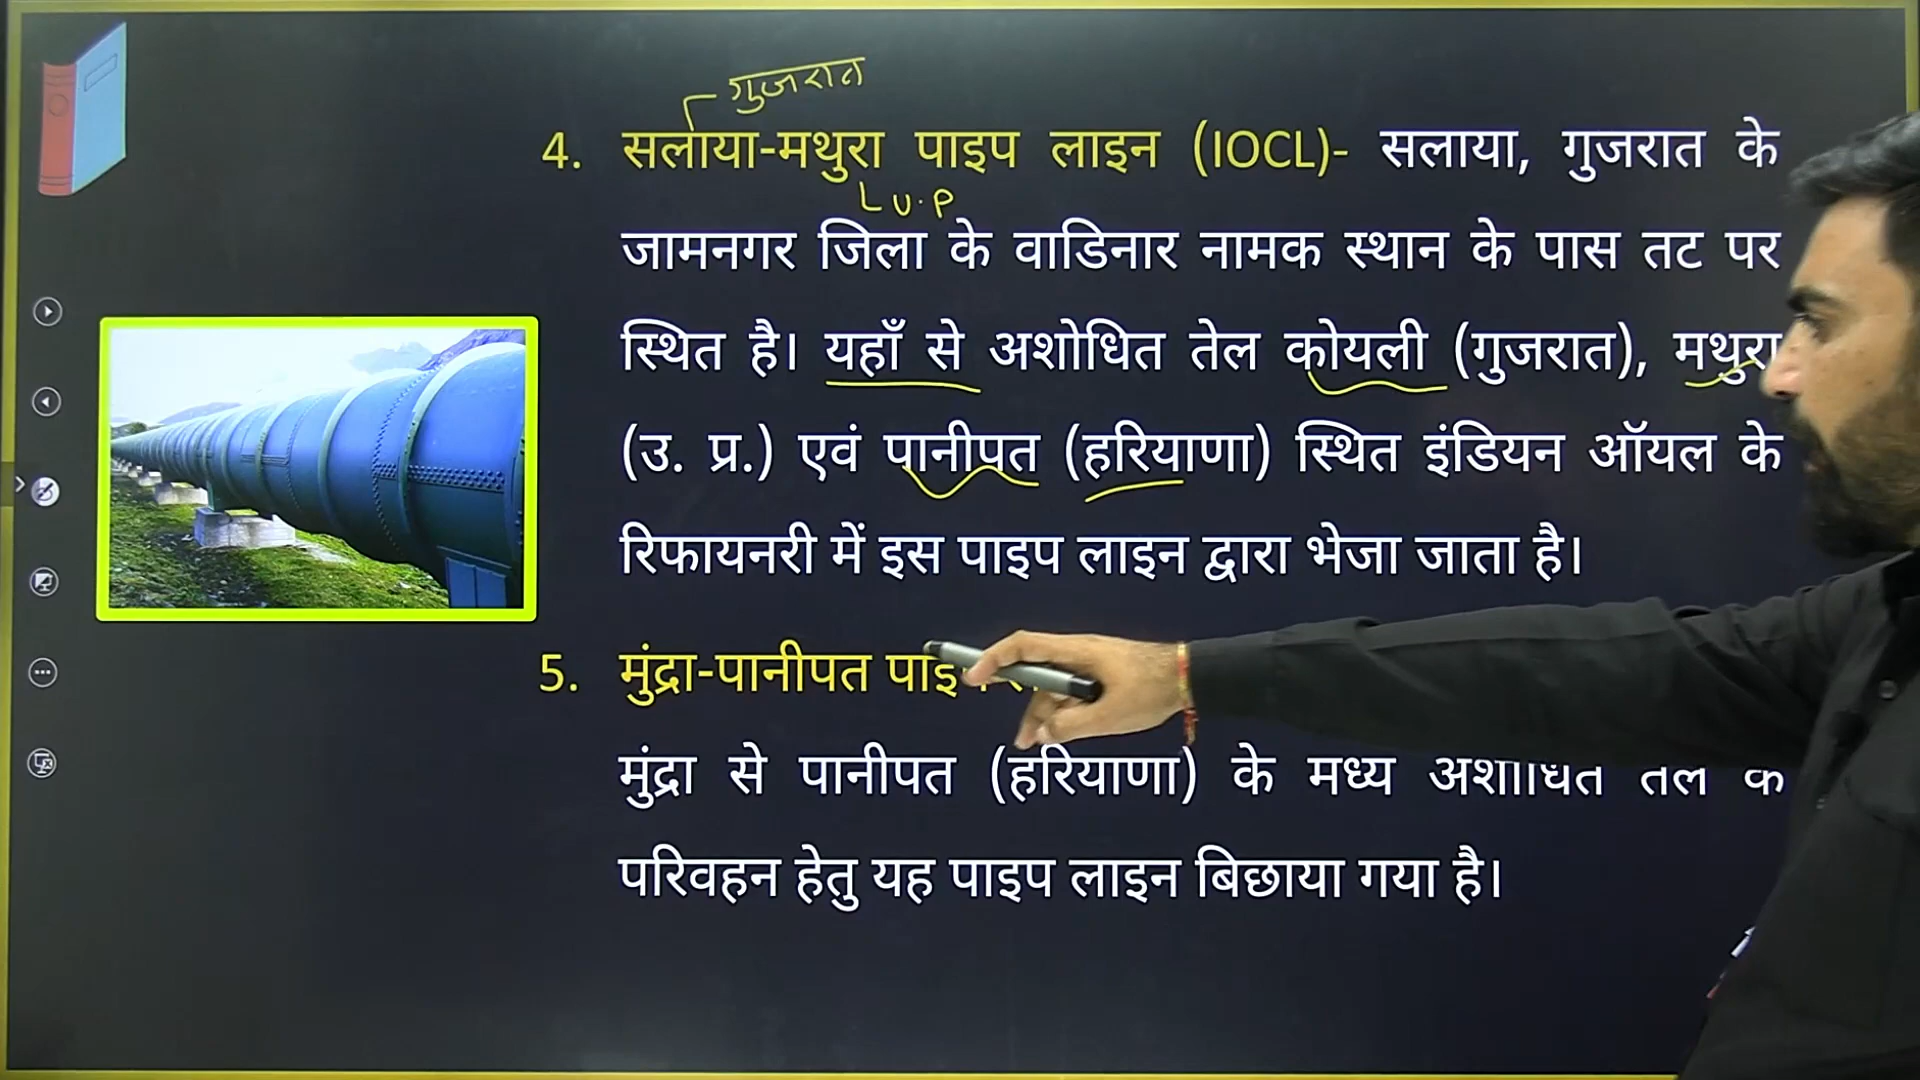 गुजरात
4. सलाया-मथुरा पाइप लाइन (IOCL)- सलाया, गुजरात के
U.P
जामनगर जिला के वाडिनार नामक स्थान के पास तट पर
स्थित है। यहाँ से अशोधित तेल कोयली (गुजरात), मथुरा
(उ. प्र.) एवं पानीपत (हरियाणा) स्थित इंडियन ऑयल के
रिफायनरी में इस पाइप लाइन द्वारा भेजा जाता है।
5. मुंद्रा-पानीपत
मुंद्रा से पानीपत (हरियाणा) के मध्य अशोधित तेल के
परिवहन हेतु यह पाइप लाइन बिछाया गया है।